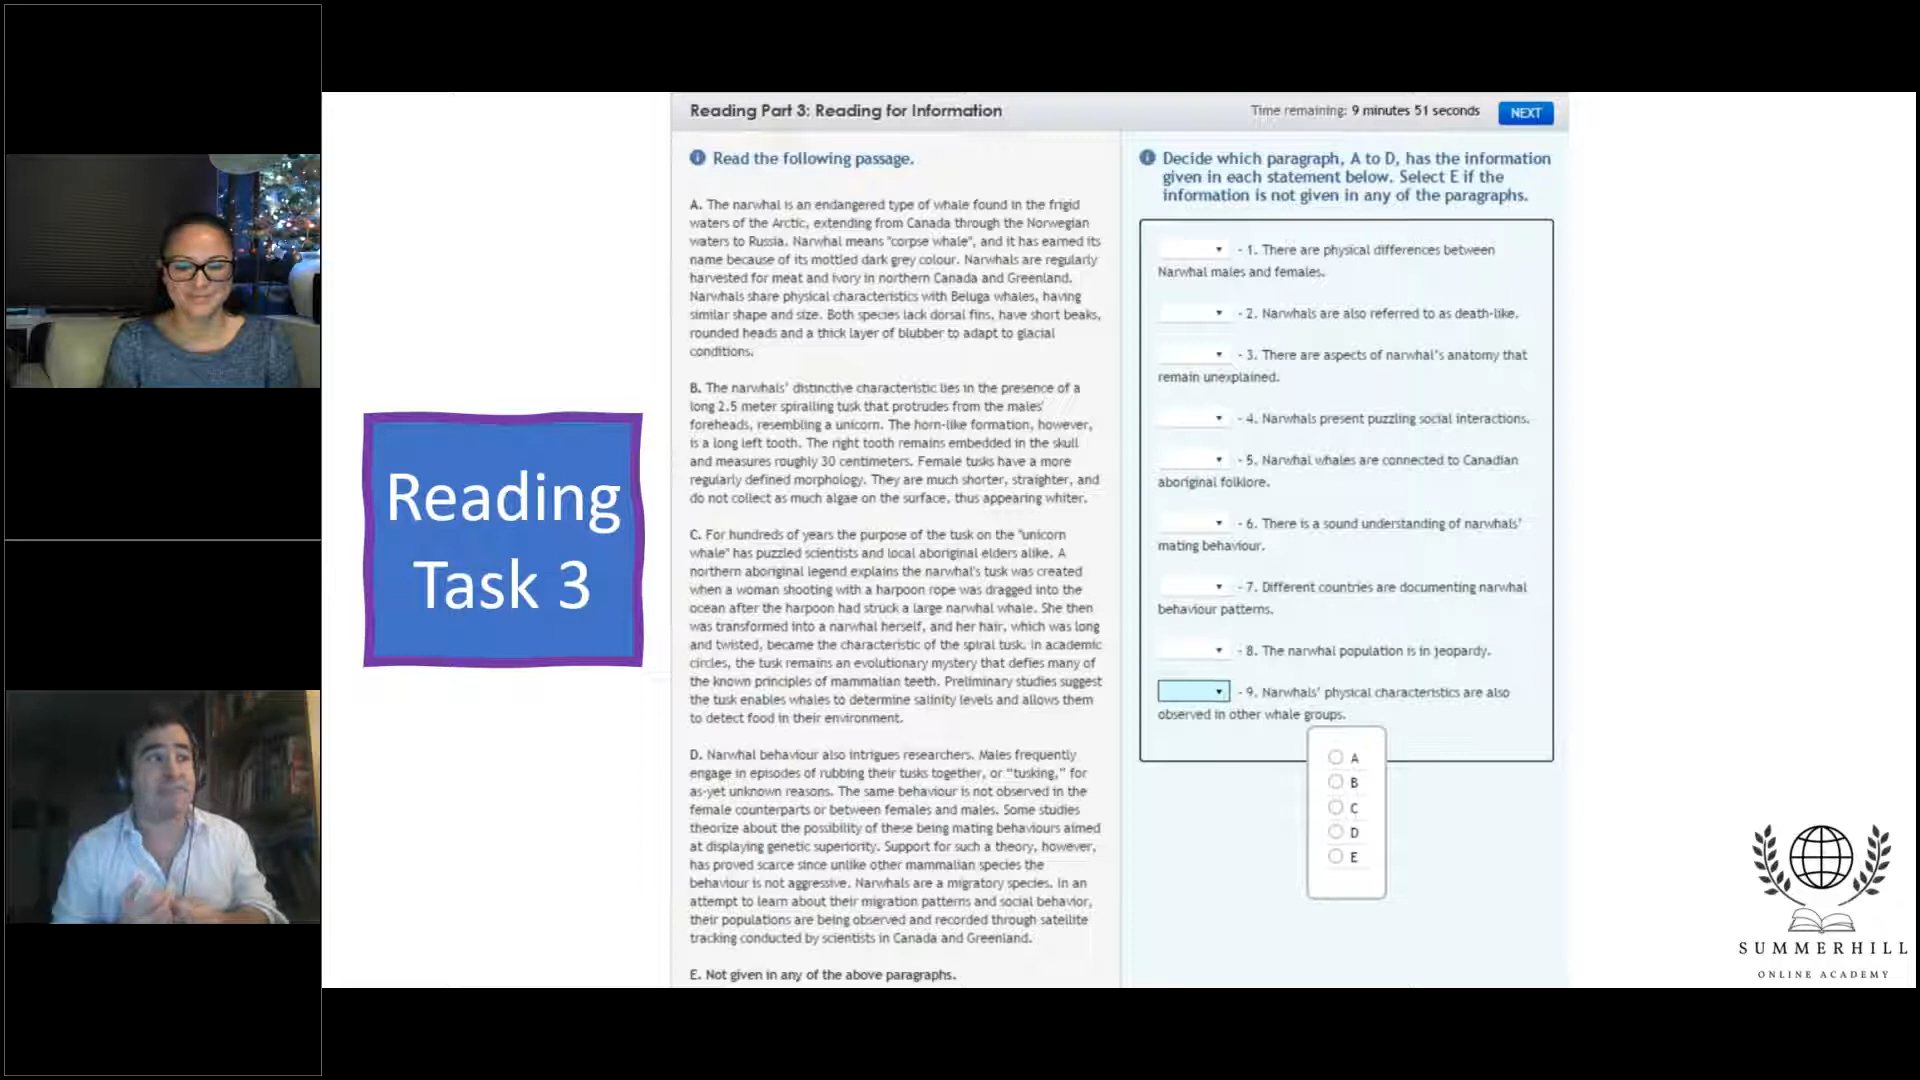 Reading
Task 3
Reading Part 3: Reading for Information
Time remaining: 9 minutes 51 seconds
NEXT
Read the following passage.
A. The narwhal is an endangered type of whale found in the frigid
waters of the Arctic, extending from Canada through the Norwegian
waters to Russia. Narwhal means "corpse whale", and it has earned its
name because of its mottled dark grey colour. Narwhals are regularly
harvested for meat and ivory in northern Canada and Greenland.
Narwhals share physical characteristics with Beluga whales, having
similar shape and size. Both species lack dorsal fins, have short beaks,
rounded heads and a thick layer of blubber to adapt to glacial
conditions.
B. The narwhals' distinctive characteristic lies in the presence of a
long 2.5 meter spiralling tusk that protrudes from the males'
foreheads, resembling a unicorn. The horn-like formation, however,
is a long left tooth. The right tooth remains embedded in the skull
and measures roughly 30 centimeters. Female tusks have a more
regularly defined morphology. They are much shorter, straighter, and
do not collect as much algae on the surface, thus appearing whiter.
C. For hundreds of years the purpose of the tusk on the "unicorn
whale" has puzzled scientists and local aboriginal elders alike. A
northern aboriginal legend explains the narwhal's tusk was created
when a woman shooting with a harpoon rope was dragged into the
ocean after the harpoon had struck a large narwhal whale. She then
was transformed into a narwhal herself, and her hair, which was long
and twisted, became the characteristic of the spiral tusk. In academic
circles, the tusk remains an evolutionary mystery that defies many of
the known principles of mammalian teeth. Preliminary studies suggest
the tusk enables whales to determine salinity levels and allows them
to detect food in their environment.
D. Narwhal behaviour also intrigues researchers. Males frequently
engage in episodes of rubbing their tusks together, or "tusking," for
as-yet unknown reasons. The same behaviour is not observed in the
female counterparts or between females and males. Some studies
theorize about the possibility of these being mating behaviours aimed
at displaying genetic superiority. Support for such a theory, however,
has proved scarce since unlike other mammalian species the
behaviour is not aggressive. Narwhals are a migratory species. In an
attempt to learn about their migration patterns and social behavior,
their populations are being observed and recorded through satellite
tracking conducted by scientists in Canada and Greenland.
E. Not given in any of the above paragraphs.
Decide which paragraph, A to D, has the information
given in each statement below. Select E if the
information is not given in any of the paragraphs.
- 1. There are physical differences between
Narwhal males and females.
- 2. Narwhals are also referred to as death-like.
- 3. There are aspects of narwhal's anatomy that
remain unexplained.
- 4. Narwhals present puzzling social interactions.
- 5. Narwhal whales are connected to Canadian
aboriginal folklore.
- 6. There is a sound understanding of narwhals'
mating behaviour.
- 7. Different countries are documenting narwhal
behaviour patterns.
- 8. The narwhal population is in jeopardy.
- 9. Narwhals' physical characteristics are also
observed in other whale groups.
A
B
C
D
E
SUMMERHILL
ONLINE ACADEMY